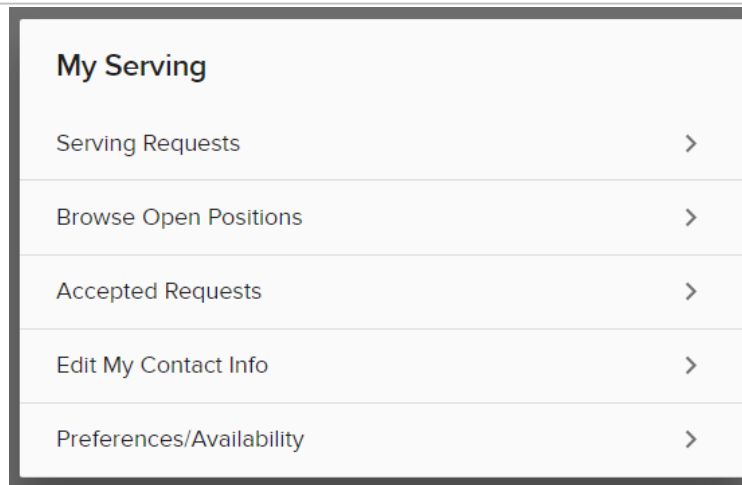 My Serving
Serving Requests
Browse Open Positions
Accepted Requests
Edit My Contact Info
Preferences/Availability